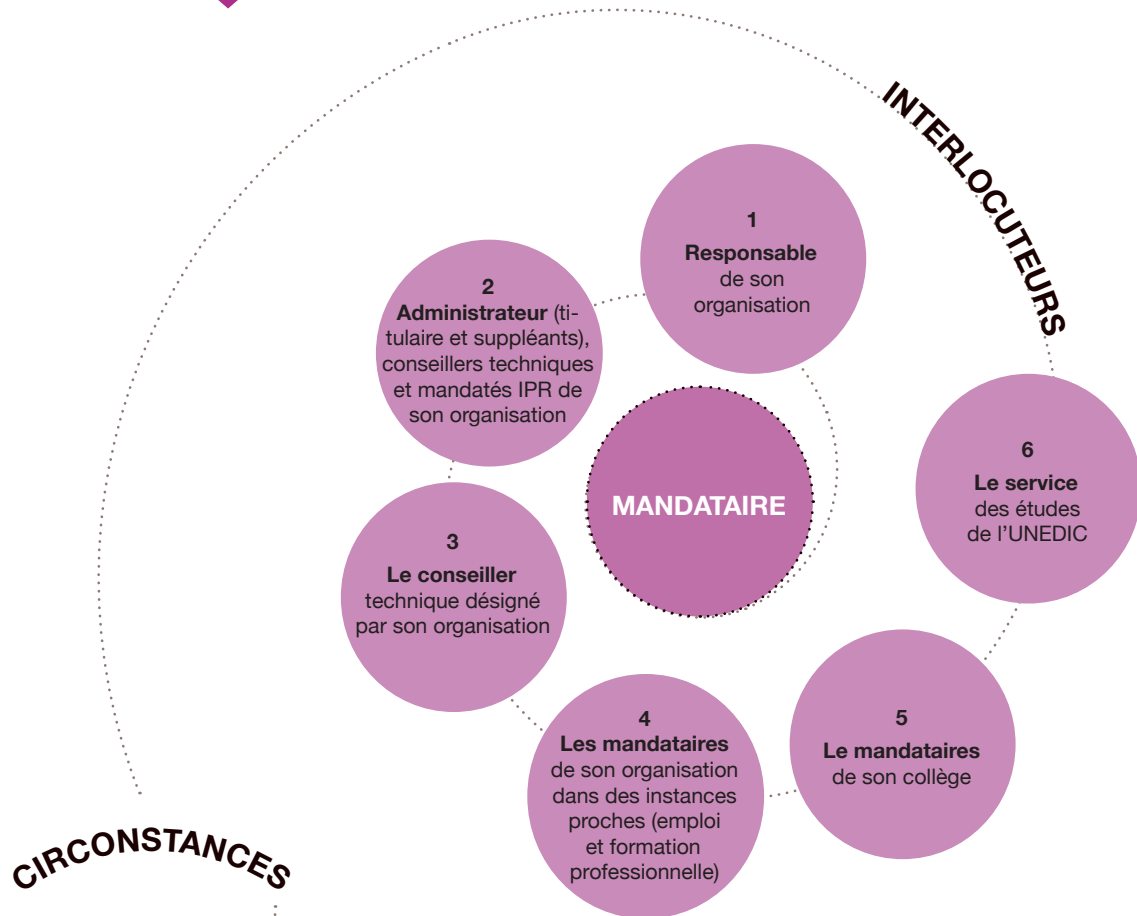 INTERLOCUTEURS
1
Responsable
de son
organisation
2
Administrateur (ti-
tulaire et suppléants),
conseillers techniques
et mandatés IPR de
son organisation
MANDATAIRE
3
Le conseiller
technique désigné
par son organisation
4
Les mandataires
de son organisation
dans des instances
proches (emploi
et formation
professionnelle)
5
Le mandataires
de son collège
6
Le service
des études
de l’UNEDIC
CIRCONSTANCES